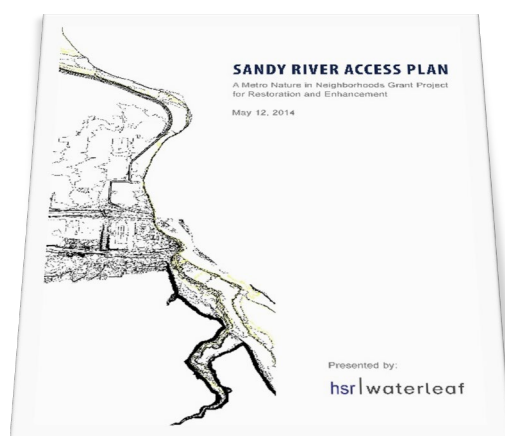 SANDY RIVER ACCESS PLAN
A Metro Nature in Neighborhoods Grant Project
for Restoration and Enhancement
May 12, 2014
Presented by:
hsr|waterleaf